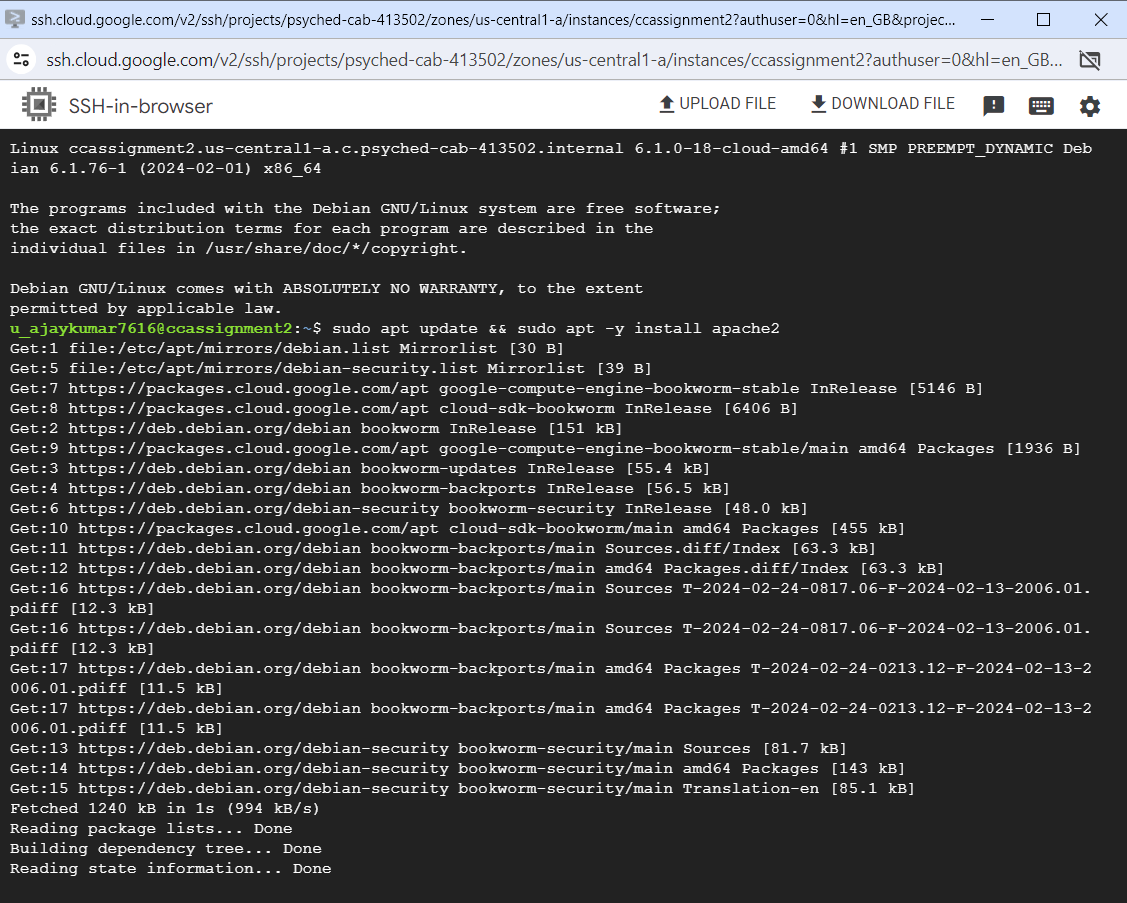 ssh.cloud.google.com/v2/ssh/projects/psyched-cab-413502/zones/us-central1-a/instances/ccassignment2?authuser=0&hl=en_GB&projec...
ssh.cloud.google.com/v2/ssh/projects/psyched-cab-413502/zones/us-central1-a/instances/ccassignment2?authuser=0&hl=en_GB...
SSH-in-browser
UPLOAD FILE
DOWNLOAD FILE
Linux ccassignment2.us-central1-a.c.psyched-cab-413502.internal 6.1.0-18-cloud-amd64 #1 SMP PREEMPT_DYNAMIC Deb
ian 6.1.76-1 (2024-02-01) x86_64
The programs included with the Debian GNU/Linux system are free software;
the exact distribution terms for each program are described in the
individual files in /usr/share/doc/*/copyright.
Debian GNU/Linux comes with ABSOLUTELY NO WARRANTY, to the extent
permitted by applicable law.
u_ajaykumar7616@ccassignment2:~$ sudo apt update && sudo apt -y install apache2
Get:1 file:/etc/apt/mirrors/debian.list Mirrorlist [30 B]
Get:5 file:/etc/apt/mirrors/debian-security.list Mirrorlist [39 B]
Get:7 https://packages.cloud.google.com/apt google-compute-engine-bookworm-stable InRelease [5146 B]
Get:8 https://packages.cloud.google.com/apt cloud-sdk-bookworm InRelease [6406 B]
Get:2 https://deb.debian.org/debian bookworm InRelease [151 kB]
Get:9 https://packages.cloud.google.com/apt google-compute-engine-bookworm-stable/main amd64 Packages [1936 B]
Get:3 https://deb.debian.org/debian bookworm-updates InRelease [55.4 kB]
Get:4 https://deb.debian.org/debian bookworm-backports InRelease [56.5 kB]
Get:6 https://deb.debian.org/debian-security bookworm-security InRelease [48.0 kB]
Get:10 https://packages.cloud.google.com/apt cloud-sdk-bookworm/main amd64 Packages [455 kB]
Get:11 https://deb.debian.org/debian bookworm-backports/main Sources.diff/Index [63.3 kB]
Get:12 https://deb.debian.org/debian bookworm-backports/main amd64 Packages.diff/Index [63.3 kB]
Get:16 https://deb.debian.org/debian bookworm-backports/main Sources T-2024-02-24-0817.06-F-2024-02-13-2006.01.
pdiff [12.3 kB]
Get:16 https://deb.debian.org/debian bookworm-backports/main Sources T-2024-02-24-0817.06-F-2024-02-13-2006.01.
pdiff [12.3 kB]
Get:17 https://deb.debian.org/debian bookworm-backports/main amd64 Packages T-2024-02-24-0213.12-F-2024-02-13-2
006.01.pdiff [11.5 kB]
Get:17 https://deb.debian.org/debian bookworm-backports/main amd64 Packages T-2024-02-24-0213.12-F-2024-02-13-2
006.01.pdiff [11.5 kB]
Get:13 https://deb.debian.org/debian-security bookworm-security/main Sources [81.7 kB]
Get:14 https://deb.debian.org/debian-security bookworm-security/main amd64 Packages [143 kB]
Get:15 https://deb.debian.org/debian-security bookworm-security/main Translation-en [85.1 kB]
Fetched 1240 kB in 1s (994 kB/s)
Reading package lists... Done
Building dependency tree... Done
Reading state information... Done